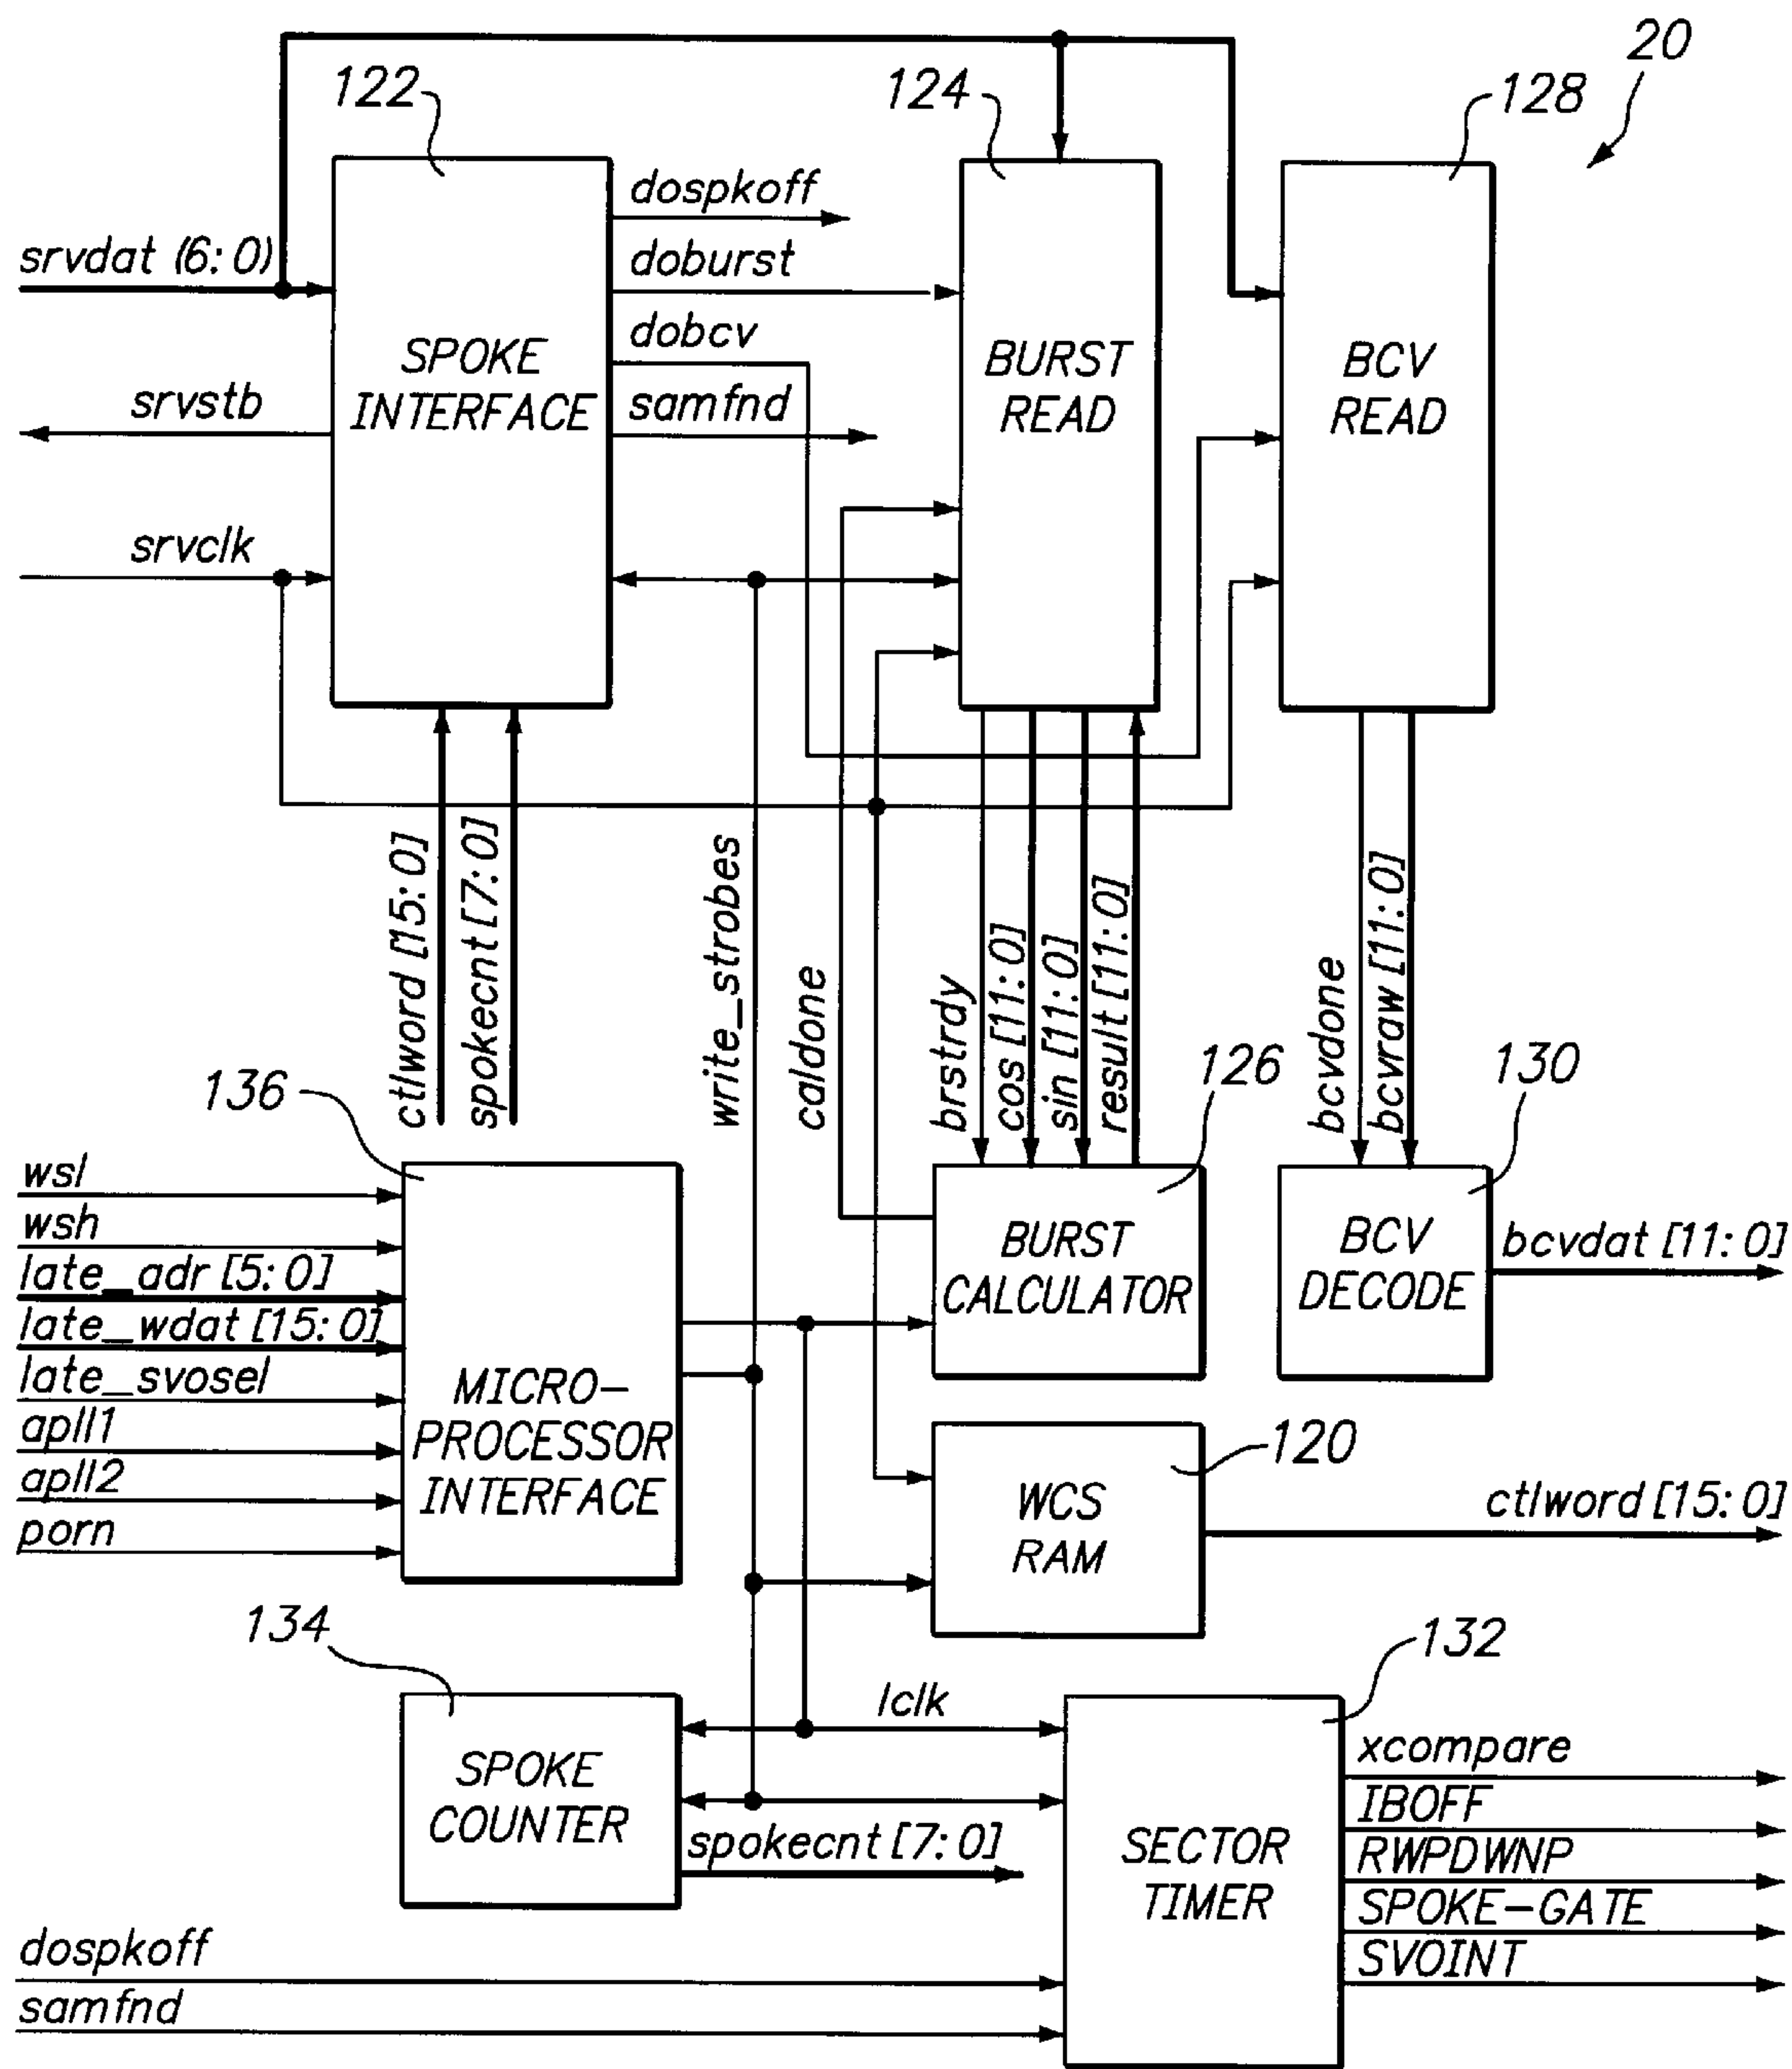 20
122
124
128
dospkoff
srvdat (6:0)
doburst
dobcv
SPOKE
INTERFACE
BURST
READ
BCV
READ
srvstb
samfnd
srvclk
ctlword [15:0]
spokecnt [7:0]
write_strobes
caldone
brstrdy
cos [11:0]
sin [11:0]
result [11:0]
bcvdone
bcvraw [11:0]
136
126
130
wsl
wsh
late_adr [5:0]
late_wdat [15:0]
late_svosel
apll1
apll2
porn
MICRO-
PROCESSOR
INTERFACE
BURST
CALCULATOR
BCV
DECODE
bcvdat [11:0]
120
WCS
RAM
ctlword [15:0]
134
132
lclk
SPOKE
COUNTER
spokecnt [7:0]
SECTOR
TIMER
xcompare
IBOFF
RWPDWNP
SPOKE-GATE
SVOINT
dospkoff
samfnd